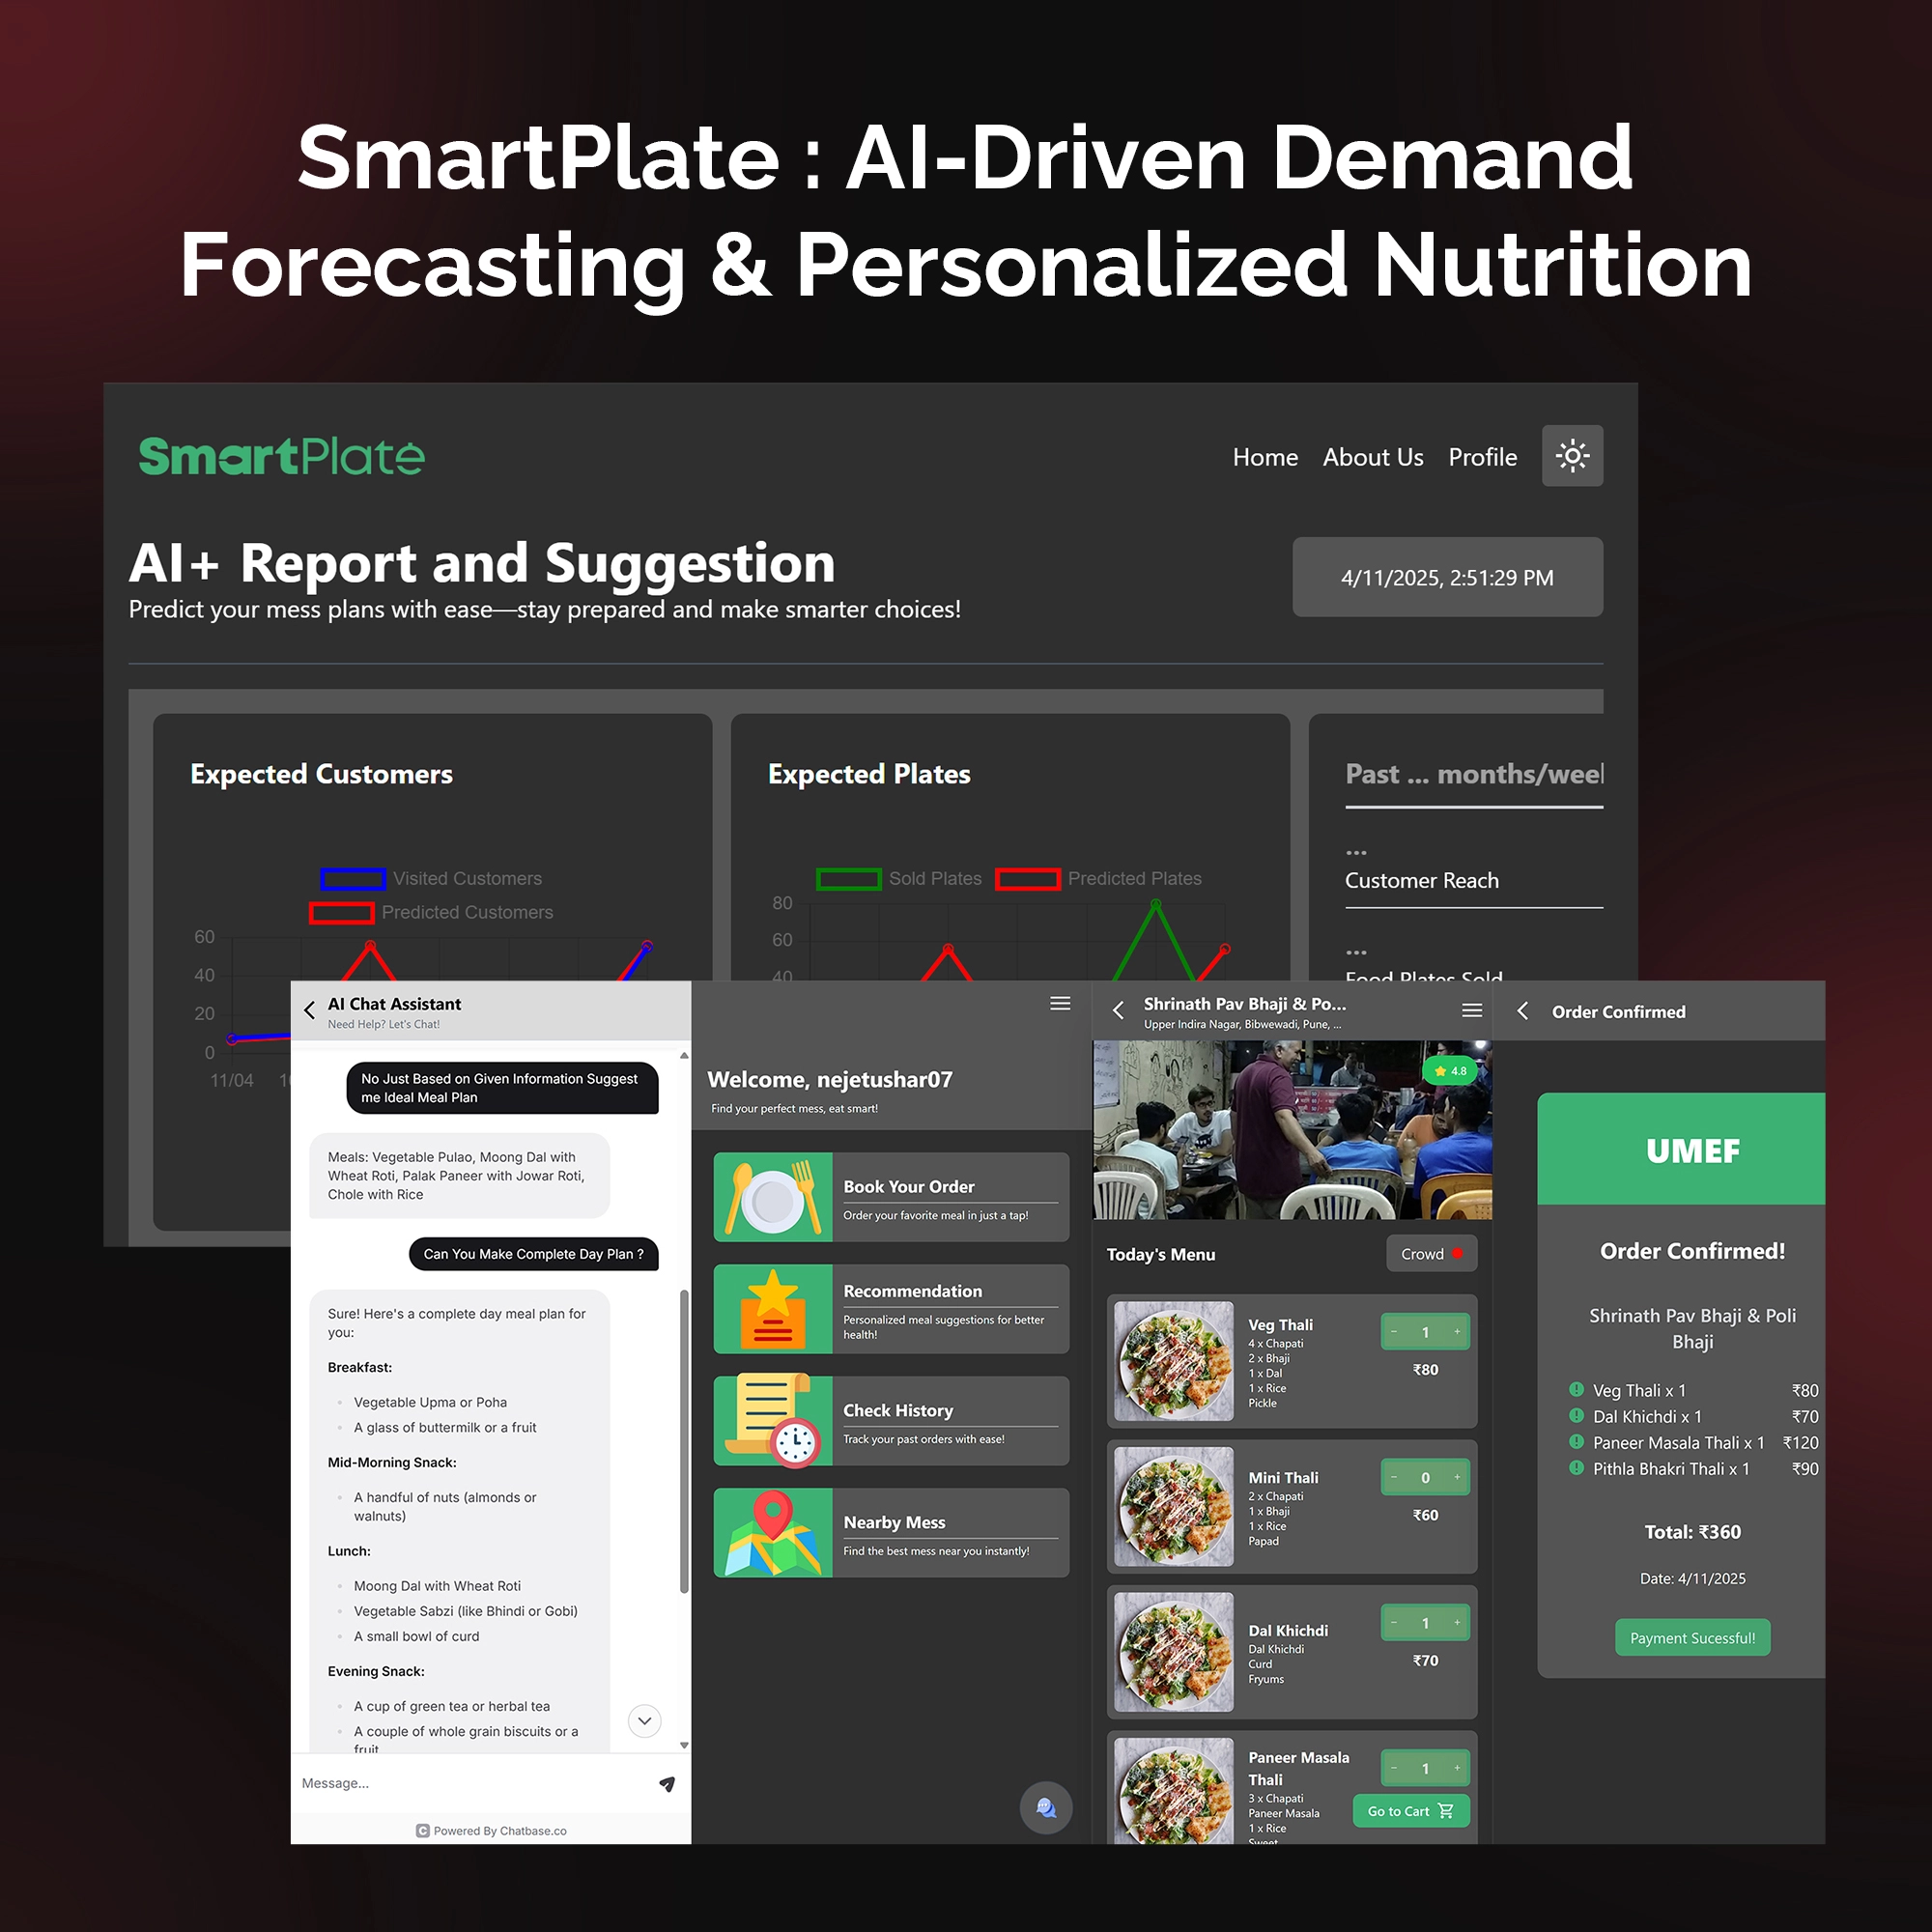 SmartPlate : AI-Driven Demand
Forecasting & Personalized Nutrition
SmartPlate
Home About Us Profile
AI+ Report and Suggestion
Predict your mess plans with ease—stay prepared and make smarter choices!
4/11/2025, 2:51:29 PM
Expected Customers
Visited Customers
Predicted Customers
60
40
20
0
11/04
Expected Plates
Sold Plates Predicted Plates
80
60
40
Past ... months/week
...
Customer Reach
...
Food Plates Sold
AI Chat Assistant
Need Help? Let's Chat!
No Just Based on Given Information Suggest
me Ideal Meal Plan
Meals: Vegetable Pulao, Moong Dal with
Wheat Roti, Palak Paneer with Jowar Roti,
Chole with Rice
Can You Make Complete Day Plan ?
Sure! Here's a complete day meal plan for
you:
Breakfast:
Vegetable Upma or Poha
A glass of buttermilk or a fruit
Mid-Morning Snack:
A handful of nuts (almonds or
walnuts)
Lunch:
Moong Dal with Wheat Roti
Vegetable Sabzi (like Bhindi or Gobi)
A small bowl of curd
Evening Snack:
A cup of green tea or herbal tea
A couple of whole grain biscuits or a
fruit
Message...
Powered By Chatbase.co
Welcome, nejetushar07
Find your perfect mess, eat smart!
Book Your Order
Order your favorite meal in just a tap!
Recommendation
Personalized meal suggestions for better
health!
Check History
Track your past orders with ease!
Nearby Mess
Find the best mess near you instantly!
Shrinath Pav Bhaji & Po...
Upper Indira Nagar, Bibwewadi, Pune, ...
4.8
Today's Menu
Crowd
Veg Thali
4 x Chapati
2 x Bhaji
1 x Dal
1 x Rice
Pickle
- 1 +
₹80
Mini Thali
2 x Chapati
1 x Bhaji
1 x Rice
Papad
- 0 +
₹60
Dal Khichdi
Dal Khichdi
Curd
Fryums
- 1 +
₹70
Paneer Masala
Thali
3 x Chapati
Paneer Masala
1 x Rice
Sweet
- 1 +
Go to Cart
Order Confirmed
UMEF
Order Confirmed!
Shrinath Pav Bhaji & Poli
Bhaji
Veg Thali x 1 ₹80
Dal Khichdi x 1 ₹70
Paneer Masala Thali x 1 ₹120
Pithla Bhakri Thali x 1 ₹90
Total: ₹360
Date: 4/11/2025
Payment Sucessful!